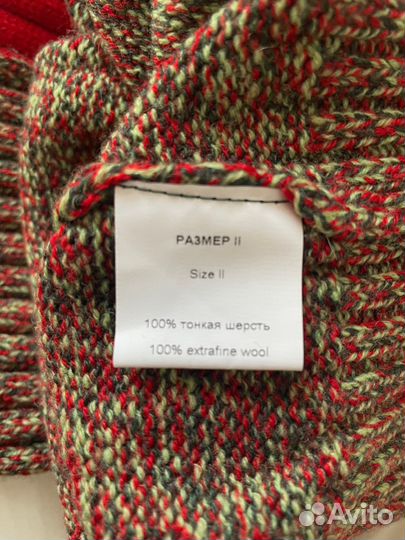 РАЗМЕР II
Size II
100% тонкая шерсть
100% extrafine wool
Avito